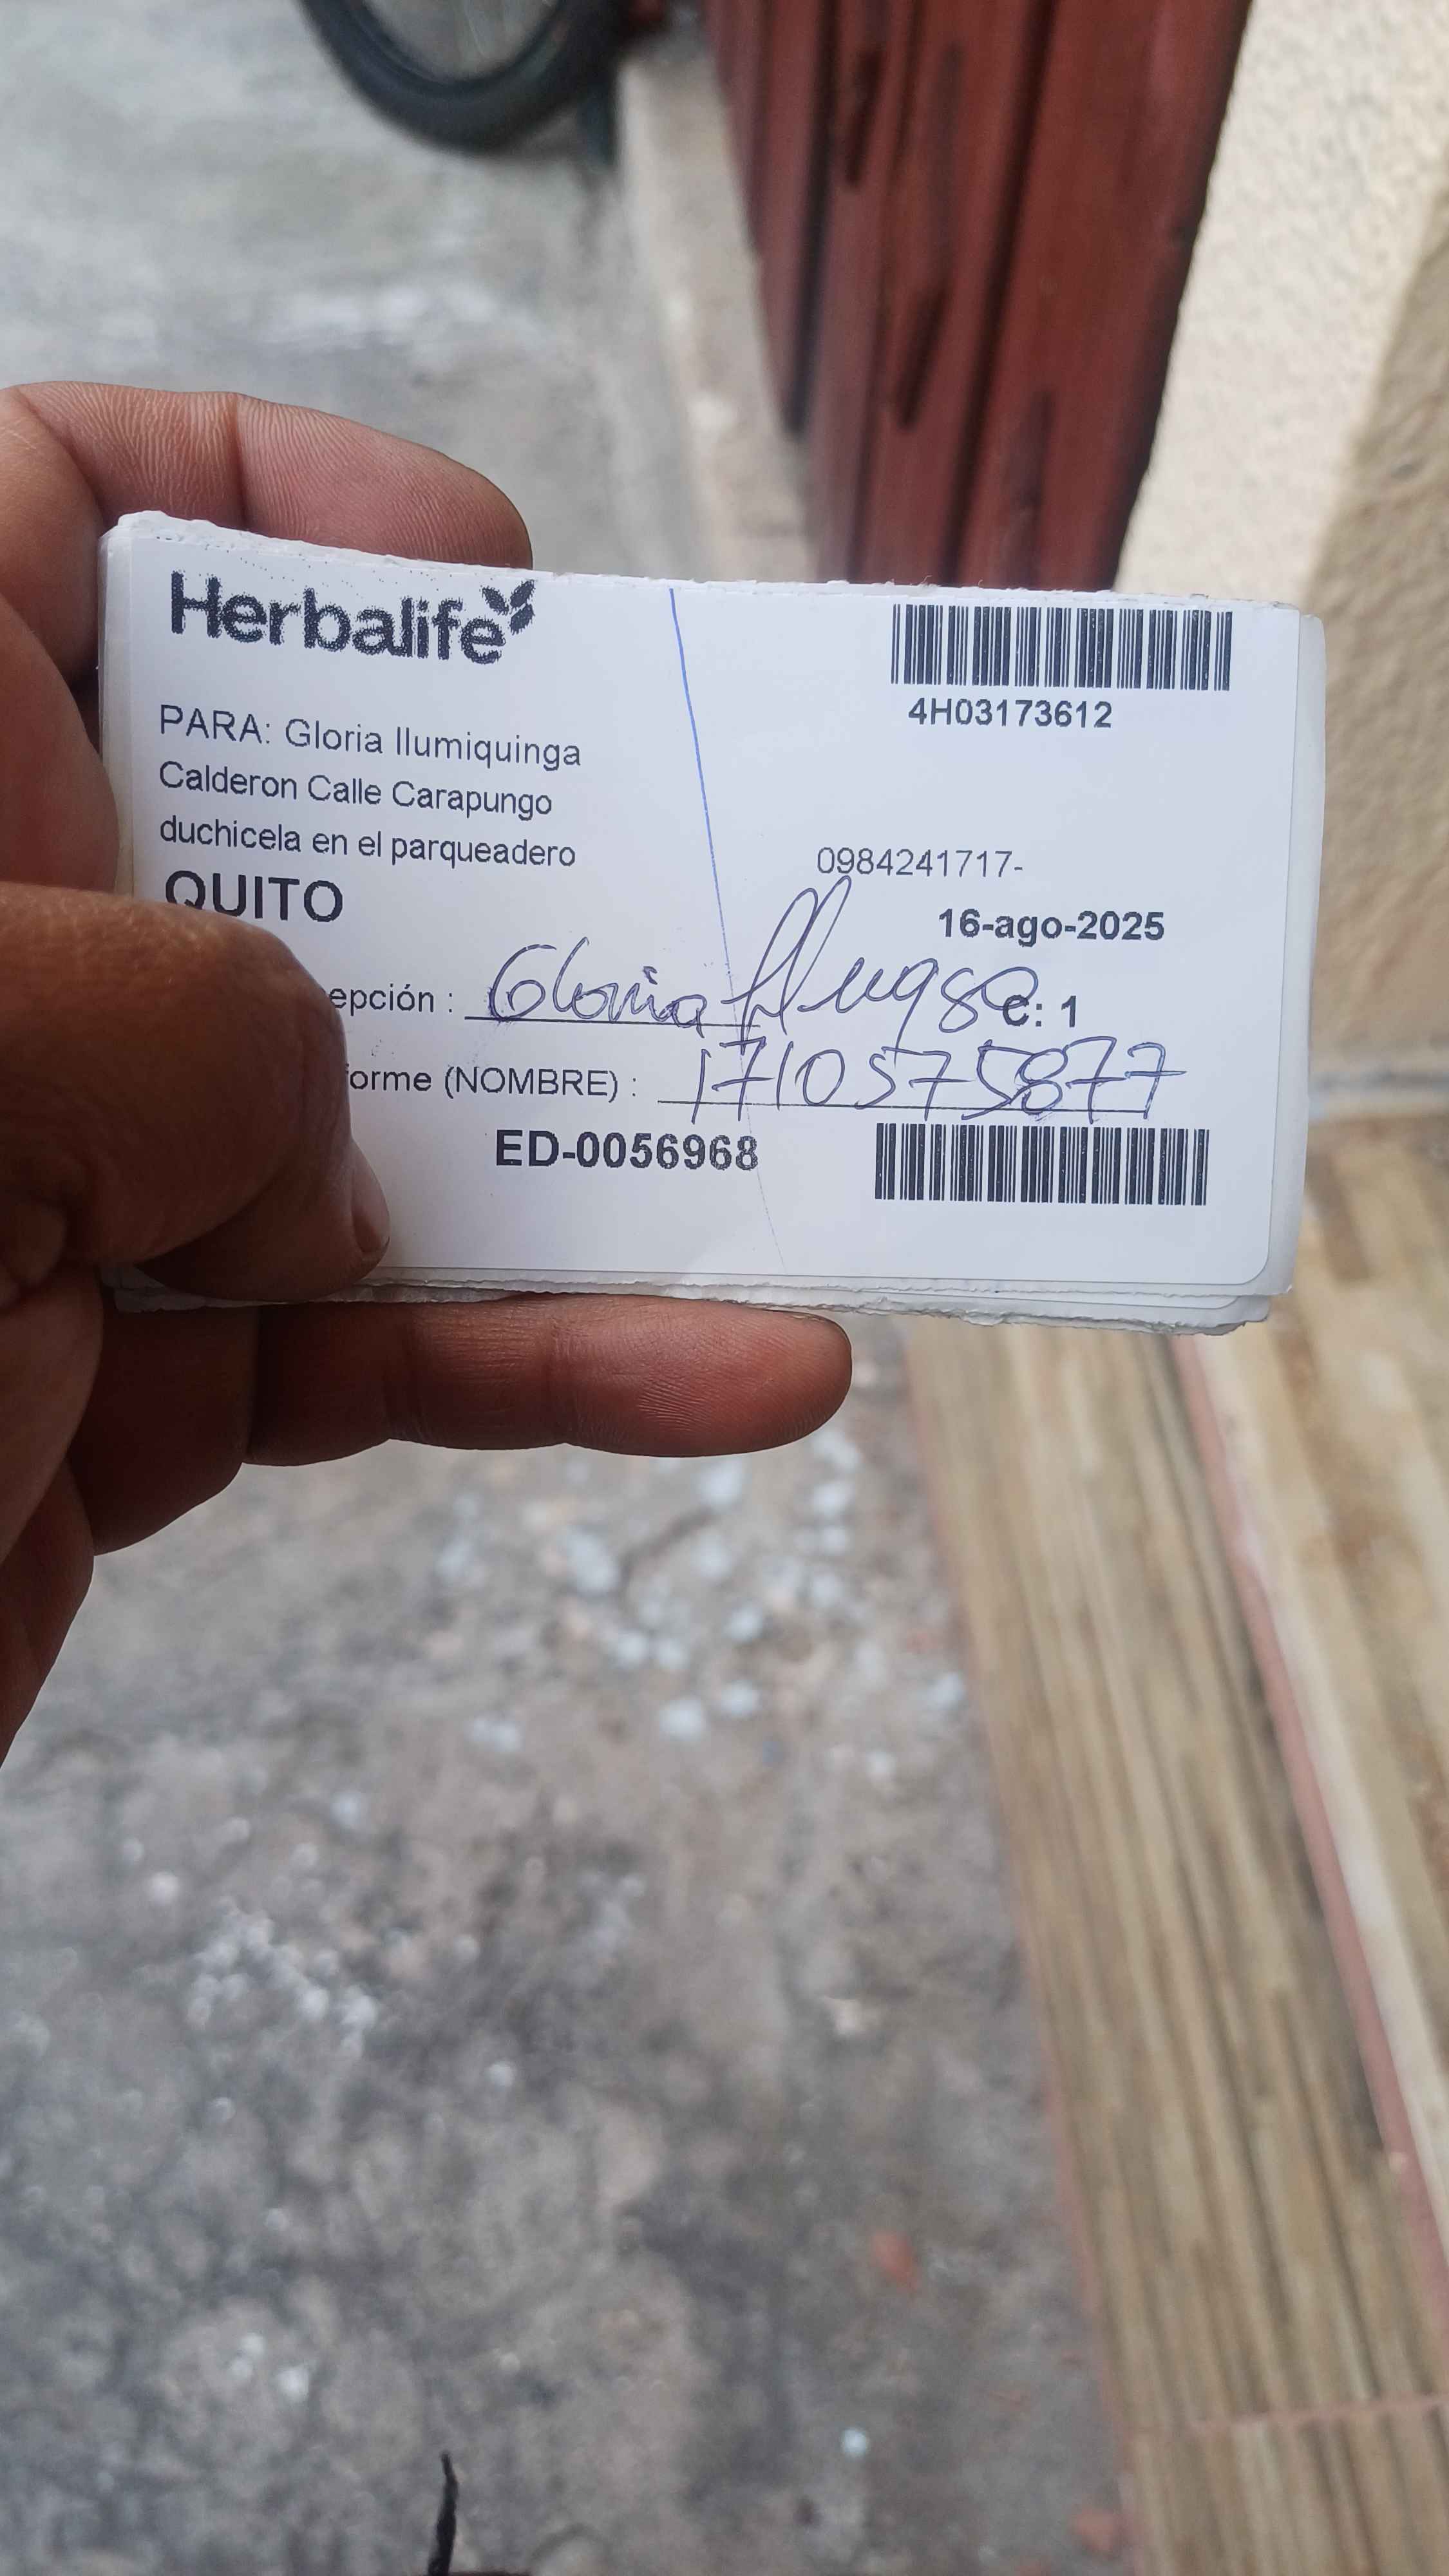 Herbalife
4H03173612
PARA: Gloria Ilumiquinga
Calderon Calle Carapungo
duchicela en el parqueadero
0984241717-
QUITO
16-ago-2025
epción : Gloria
C: 1
forme (NOMBRE) : 1710575877
ED-0056968